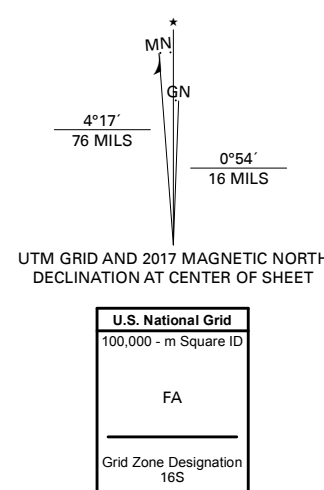 ★
MN
GN
4°17´
76 MILS
0°54´
16 MILS
UTM GRID AND 2017 MAGNETIC NORTH
DECLINATION AT CENTER OF SHEET
U.S. National Grid
100,000 - m Square ID
FA
Grid Zone Designation
16S